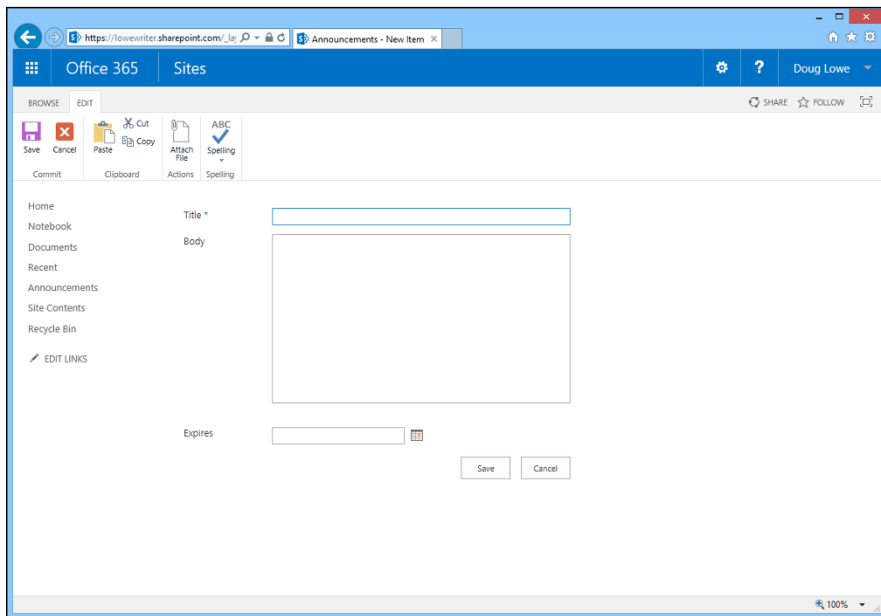 https://lowewriter.sharepoint.com/_la
Announcements - New Item
Office 365
Sites
?
Doug Lowe
BROWSE
EDIT
SHARE
FOLLOW
Save
Cancel
Paste
Cut
Copy
Attach File
ABC
Spelling
Commit
Clipboard
Actions
Spelling
Home
Notebook
Documents
Recent
Announcements
Site Contents
Recycle Bin
EDIT LINKS
Title *
Body
Expires
Save
Cancel
100%